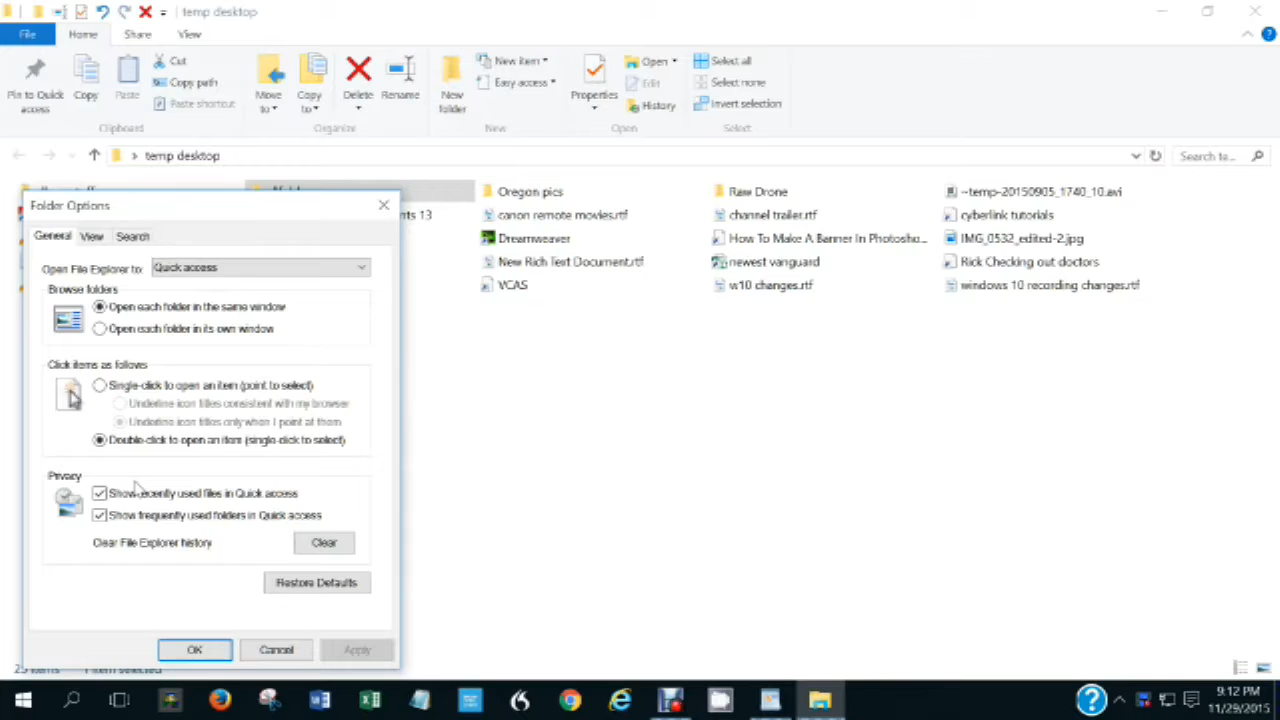 temp desktop
File Home Share View
Pin to Quick access
Copy
Paste
Cut
Copy path
Paste shortcut
Move to
Copy to
Delete
Rename
New folder
New item
Easy access
Properties
Open
Edit
History
Select all
Select none
Invert selection
Clipboard Organize New Open Select
temp desktop
Search te...
Oregon pics
Raw Drone
~temp-20150905_1740_10.avi
nts 13
canon remote movies.rtf
channel trailer.rtf
cyberlink tutorials
Dreamweaver
How To Make A Banner In Photosho...
IMG_0532_edited-2.jpg
New Rich Text Document.rtf
newest vanguard
Rick Checking out doctors
VCAS
w10 changes.rtf
windows 10 recording changes.rtf
Folder Options
General View Search
Open File Explorer to: Quick access
Browse folders
Open each folder in the same window
Open each folder in its own window
Click items as follows
Single-click to open an item (point to select)
Underline icon titles consistent with my browser
Underline icon titles only when I point at them
Double-click to open an item (single-click to select)
Privacy
Show recently used files in Quick access
Show frequently used folders in Quick access
Clear File Explorer history
Clear
Restore Defaults
OK Cancel Apply
9:12 PM
11/29/2015